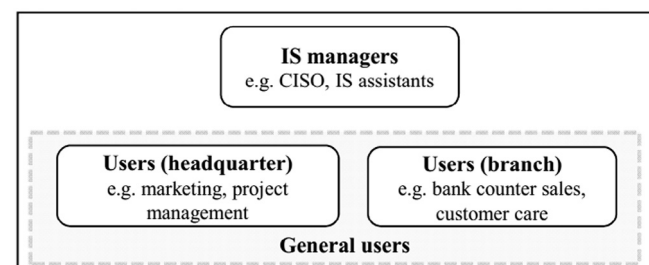 IS managers
e.g. CISO, IS assistants
Users (headquarter)
e.g. marketing, project
management
Users (branch)
e.g. bank counter sales,
customer care
General users